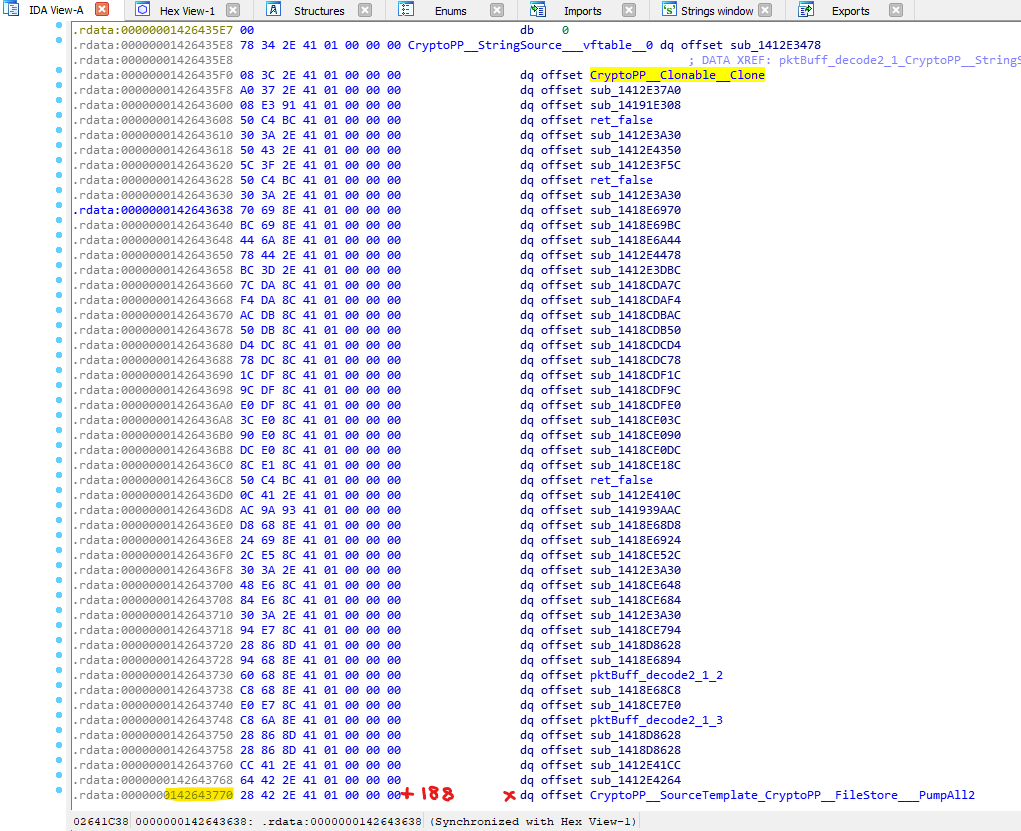 IDA View-A Hex View-1 Structures Enums Imports Strings window Exports
.rdata:00000001426435E7 00 db 0
.rdata:00000001426435E8 78 34 2E 41 01 00 00 00 CryptoPP__StringSource___vftable__0 dq offset sub_1412E3478
.rdata:00000001426435E8 ; DATA XREF: pktBuff_decode2_1_CryptoPP__StringS
.rdata:00000001426435F0 08 3C 2E 41 01 00 00 00 dq offset CryptoPP__Clonable__Clone
.rdata:00000001426435F8 A0 37 2E 41 01 00 00 00 dq offset sub_1412E37A0
.rdata:0000000142643600 08 E3 91 41 01 00 00 00 dq offset sub_14191E308
.rdata:0000000142643608 50 C4 BC 41 01 00 00 00 dq offset ret_false
.rdata:0000000142643610 30 3A 2E 41 01 00 00 00 dq offset sub_1412E3A30
.rdata:0000000142643618 50 43 2E 41 01 00 00 00 dq offset sub_1412E4350
.rdata:0000000142643620 5C 3F 2E 41 01 00 00 00 dq offset sub_1412E3F5C
.rdata:0000000142643628 50 C4 BC 41 01 00 00 00 dq offset ret_false
.rdata:0000000142643630 30 3A 2E 41 01 00 00 00 dq offset sub_1412E3A30
.rdata:0000000142643638 70 69 8E 41 01 00 00 00 dq offset sub_1418E6970
.rdata:0000000142643640 BC 69 8E 41 01 00 00 00 dq offset sub_1418E69BC
.rdata:0000000142643648 44 6A 8E 41 01 00 00 00 dq offset sub_1418E6A44
.rdata:0000000142643650 78 44 2E 41 01 00 00 00 dq offset sub_1412E4478
.rdata:0000000142643658 BC 3D 2E 41 01 00 00 00 dq offset sub_1412E3DBC
.rdata:0000000142643660 7C DA 8C 41 01 00 00 00 dq offset sub_1418CDA7C
.rdata:0000000142643668 F4 DA 8C 41 01 00 00 00 dq offset sub_1418CDAF4
.rdata:0000000142643670 AC DB 8C 41 01 00 00 00 dq offset sub_1418CDBAC
.rdata:0000000142643678 50 DB 8C 41 01 00 00 00 dq offset sub_1418CDB50
.rdata:0000000142643680 D4 DC 8C 41 01 00 00 00 dq offset sub_1418CDCD4
.rdata:0000000142643688 78 DC 8C 41 01 00 00 00 dq offset sub_1418CDC78
.rdata:0000000142643690 1C DF 8C 41 01 00 00 00 dq offset sub_1418CDF1C
.rdata:0000000142643698 9C DF 8C 41 01 00 00 00 dq offset sub_1418CDF9C
.rdata:00000001426436A0 E0 DF 8C 41 01 00 00 00 dq offset sub_1418CDFE0
.rdata:00000001426436A8 3C E0 8C 41 01 00 00 00 dq offset sub_1418CE03C
.rdata:00000001426436B0 90 E0 8C 41 01 00 00 00 dq offset sub_1418CE090
.rdata:00000001426436B8 DC E0 8C 41 01 00 00 00 dq offset sub_1418CE0DC
.rdata:00000001426436C0 8C E1 8C 41 01 00 00 00 dq offset sub_1418CE18C
.rdata:00000001426436C8 50 C4 BC 41 01 00 00 00 dq offset ret_false
.rdata:00000001426436D0 0C 41 2E 41 01 00 00 00 dq offset sub_1412E410C
.rdata:00000001426436D8 AC 9A 93 41 01 00 00 00 dq offset sub_141939AAC
.rdata:00000001426436E0 D8 68 8E 41 01 00 00 00 dq offset sub_1418E68D8
.rdata:00000001426436E8 24 69 8E 41 01 00 00 00 dq offset sub_1418E6924
.rdata:00000001426436F0 2C E5 8C 41 01 00 00 00 dq offset sub_1418CE52C
.rdata:00000001426436F8 30 3A 2E 41 01 00 00 00 dq offset sub_1412E3A30
.rdata:0000000142643700 48 E6 8C 41 01 00 00 00 dq offset sub_1418CE648
.rdata:0000000142643708 84 E6 8C 41 01 00 00 00 dq offset sub_1418CE684
.rdata:0000000142643710 30 3A 2E 41 01 00 00 00 dq offset sub_1412E3A30
.rdata:0000000142643718 94 E7 8C 41 01 00 00 00 dq offset sub_1418CE794
.rdata:0000000142643720 28 86 8D 41 01 00 00 00 dq offset sub_1418D8628
.rdata:0000000142643728 94 68 8E 41 01 00 00 00 dq offset sub_1418E6894
.rdata:0000000142643730 60 68 8E 41 01 00 00 00 dq offset pktBuff_decode2_1_2
.rdata:0000000142643738 C8 68 8E 41 01 00 00 00 dq offset sub_1418E68C8
.rdata:0000000142643740 E0 E7 8C 41 01 00 00 00 dq offset sub_1418CE7E0
.rdata:0000000142643748 C8 6A 8E 41 01 00 00 00 dq offset pktBuff_decode2_1_3
.rdata:0000000142643750 28 86 8D 41 01 00 00 00 dq offset sub_1418D8628
.rdata:0000000142643758 28 86 8D 41 01 00 00 00 dq offset sub_1418D8628
.rdata:0000000142643760 CC 41 2E 41 01 00 00 00 dq offset sub_1412E41CC
.rdata:0000000142643768 64 42 2E 41 01 00 00 00 dq offset sub_1412E4264
.rdata:0000000142643770 28 42 2E 41 01 00 00 00 + 188 x dq offset CryptoPP__SourceTemplate_CryptoPP__FileStore___PumpAll2
02641C38 0000000142643638: .rdata:0000000142643638 (Synchronized with Hex View-1)